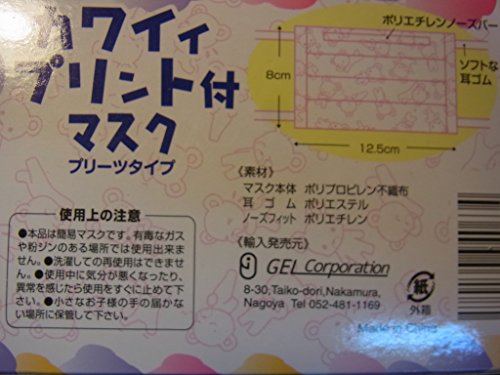 カワイィ
プリント付
マスク
プリーツタイプ
ポリエチレンノーズバー
ソフトな
耳ゴム
8cm
12.5cm
《素材》
マスク本体 ポリプロピレン不織布
耳 ゴ ム ポリエステル
ノーズフィット ポリエチレン
使用上の注意
●本品は簡易マスクです。有毒なガス
や粉ジンのある場所では使用出来ま
せん。●洗濯しての再使用はできませ
ん。●使用中に気分が悪くなったり、
異常を感じたら使用をすぐに止めて下
さい。●小さなお子様の手の届かな
い場所に保管して下さい。
《輸入発売元》
GEL Corporation
8-30,Taiko-dori,Nakamura,
Nagoya Tel 052-481-1169
紙
外箱
Made in China